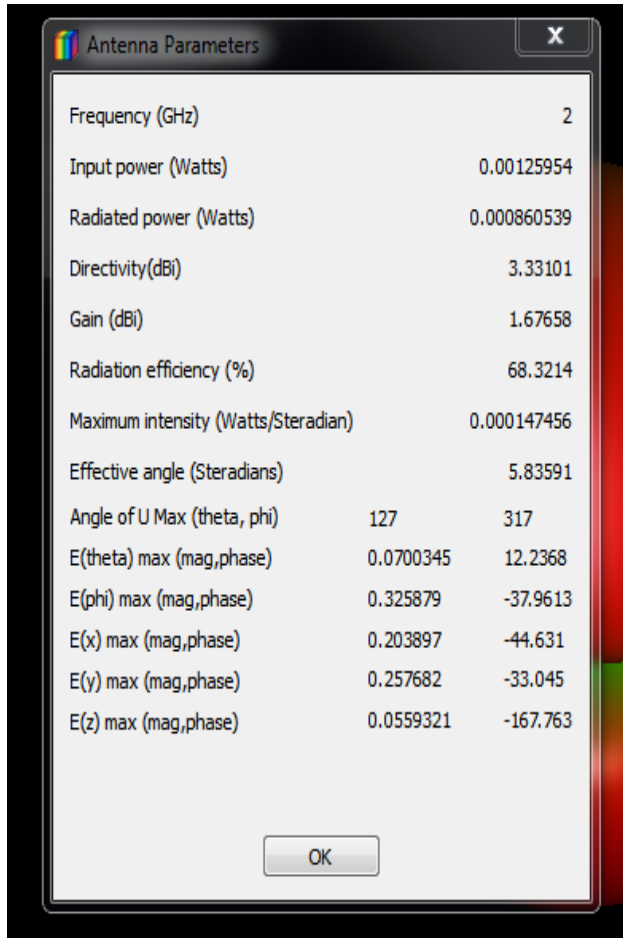 Antenna Parameters
Frequency (GHz) 2
Input power (Watts) 0.00125954
Radiated power (Watts) 0.000860539
Directivity(dBi) 3.33101
Gain (dBi) 1.67658
Radiation efficiency (%) 68.3214
Maximum intensity (Watts/Steradian) 0.000147456
Effective angle (Steradians) 5.83591
Angle of U Max (theta, phi) 127 317
E(theta) max (mag,phase) 0.0700345 12.2368
E(phi) max (mag,phase) 0.325879 -37.9613
E(x) max (mag,phase) 0.203897 -44.631
E(y) max (mag,phase) 0.257682 -33.045
E(z) max (mag,phase) 0.0559321 -167.763
OK